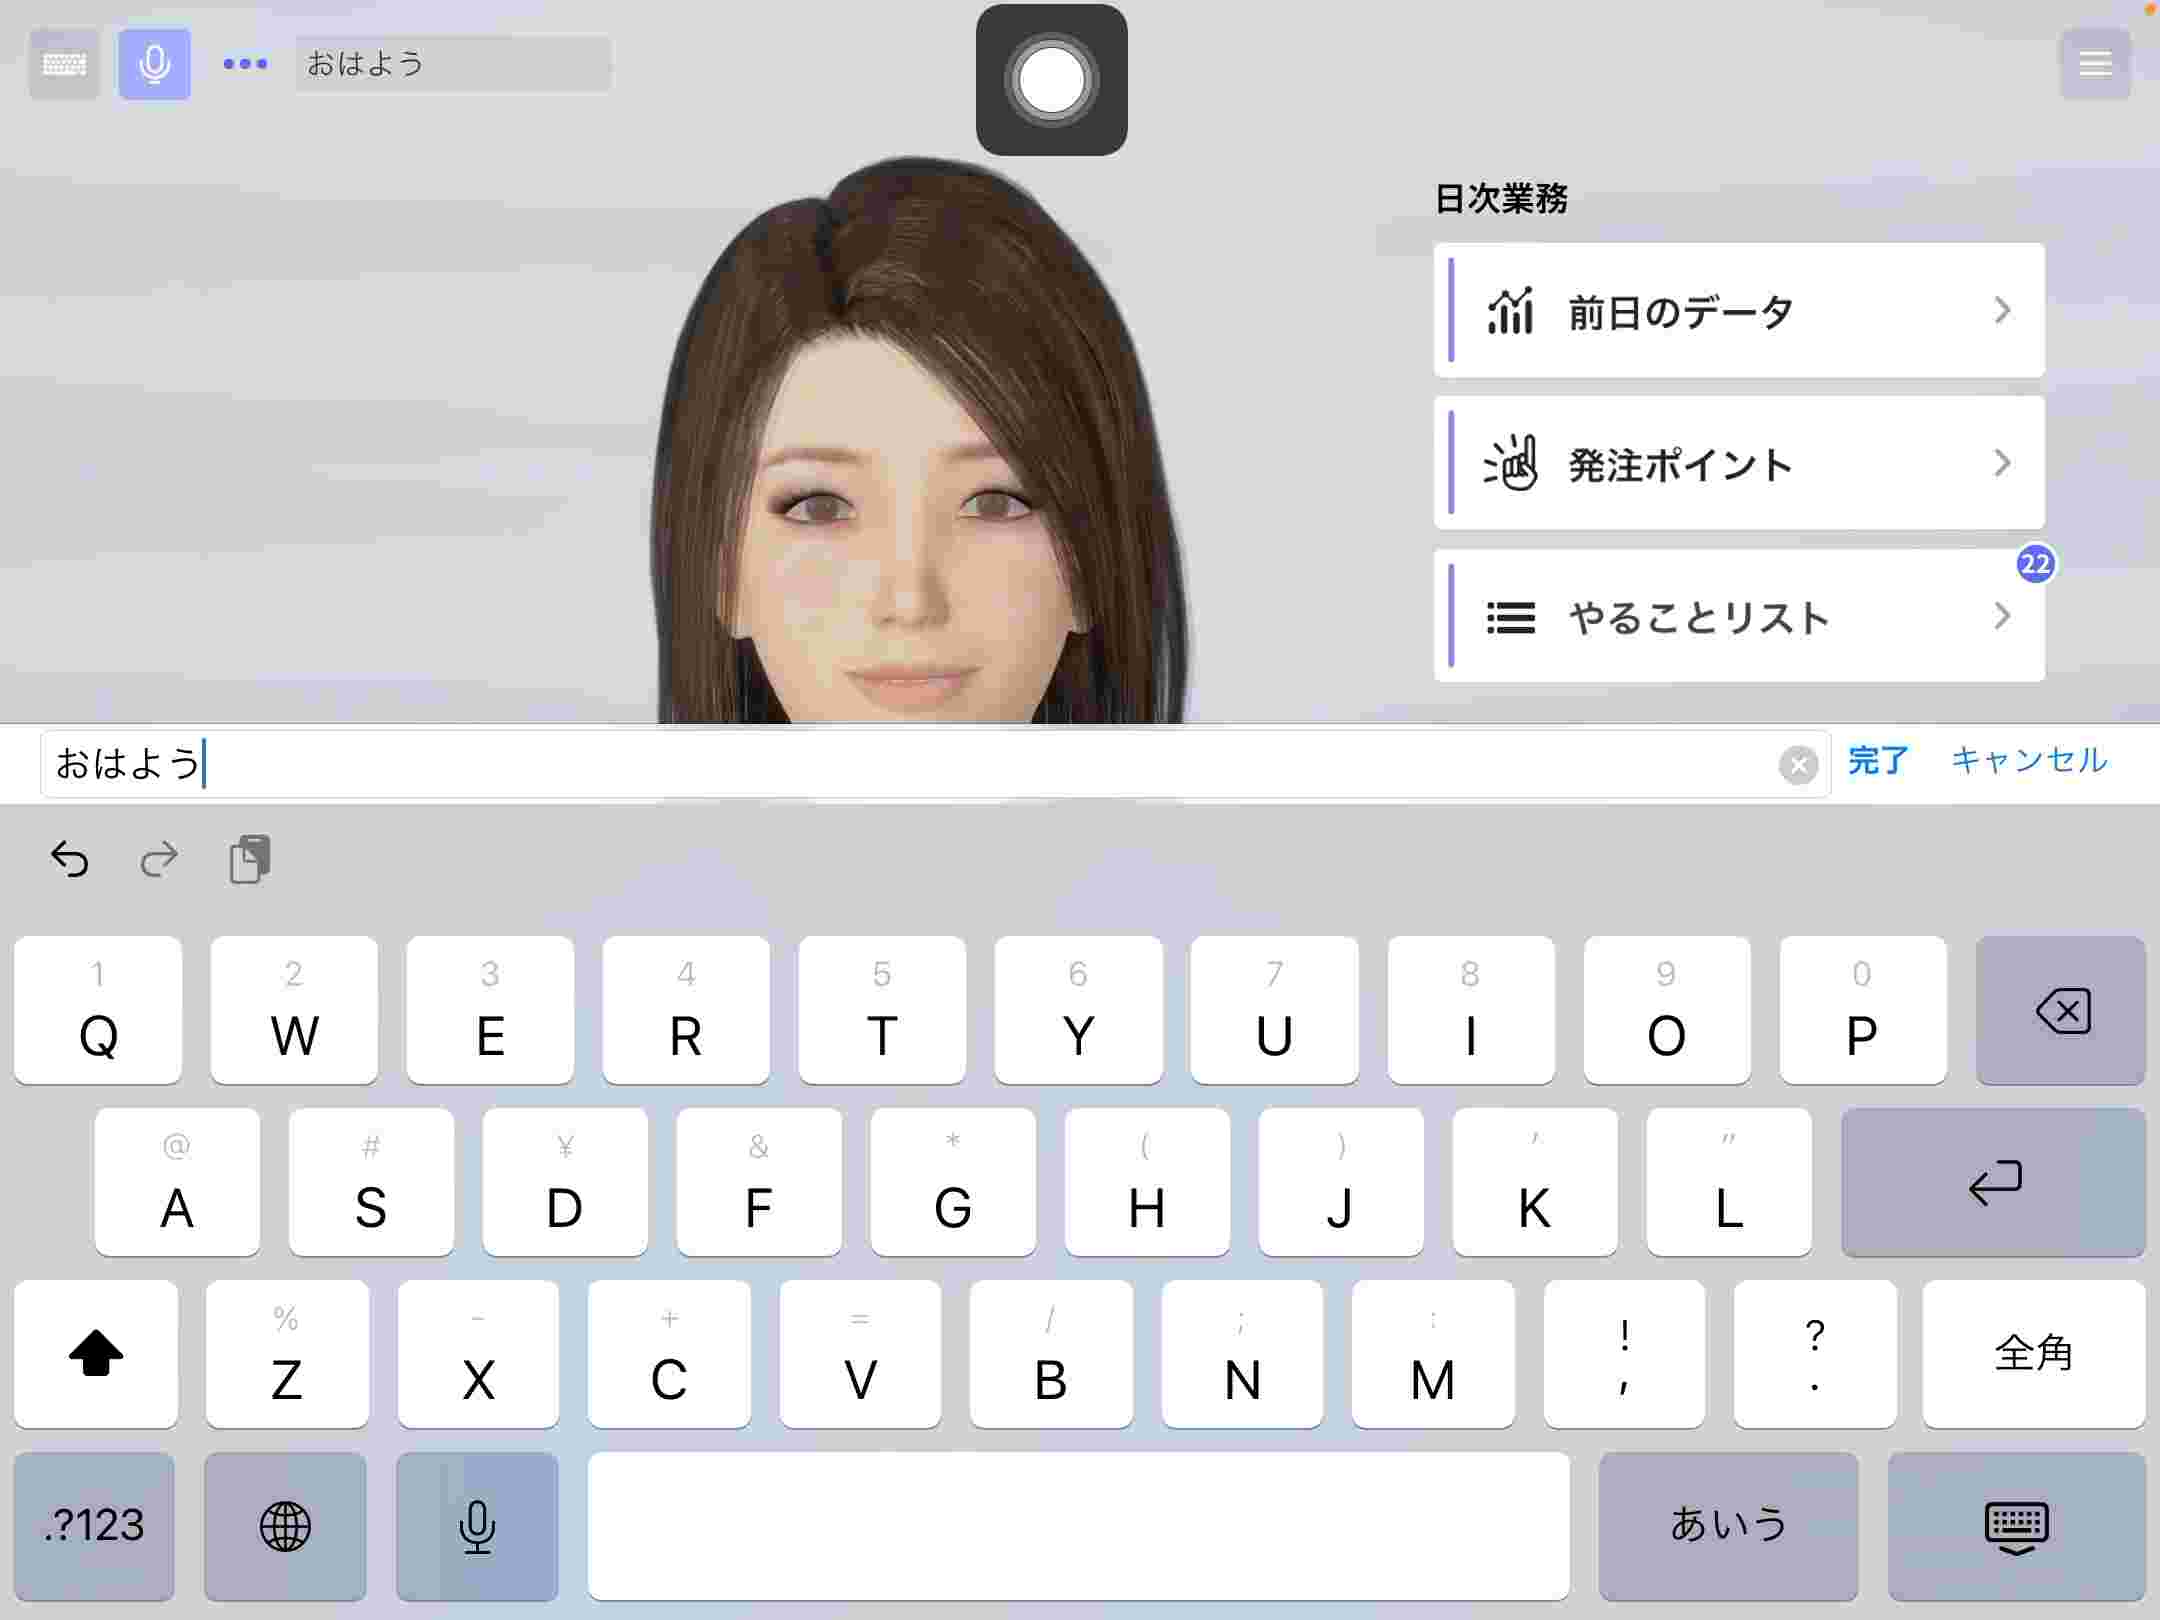 おはよう
日次業務
前日のデータ
発注ポイント
22
やることリスト
おはよう 完了 キャンセル
1 2 3 4 5 6 7 8 9 0
Q W E R T Y U I O P
@ # ¥ & * ( ) ' "
A S D F G H J K L
% - + = / ; : ! ?
Z X C V B N M , . 全角
.?123 あいう